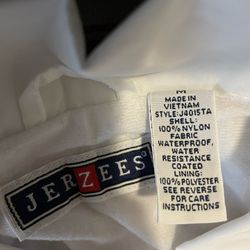 M
MADE IN
VIETNAM
STYLE:J4015TA
SHELL:
100%NYLON
FABRIC
WATERPROOF,
WATER
RESISTANCE
COATED
LINING:
100%POLYESTER
SEE REVERSE
FOR CARE
INSTRUCTIONS
JERZEES